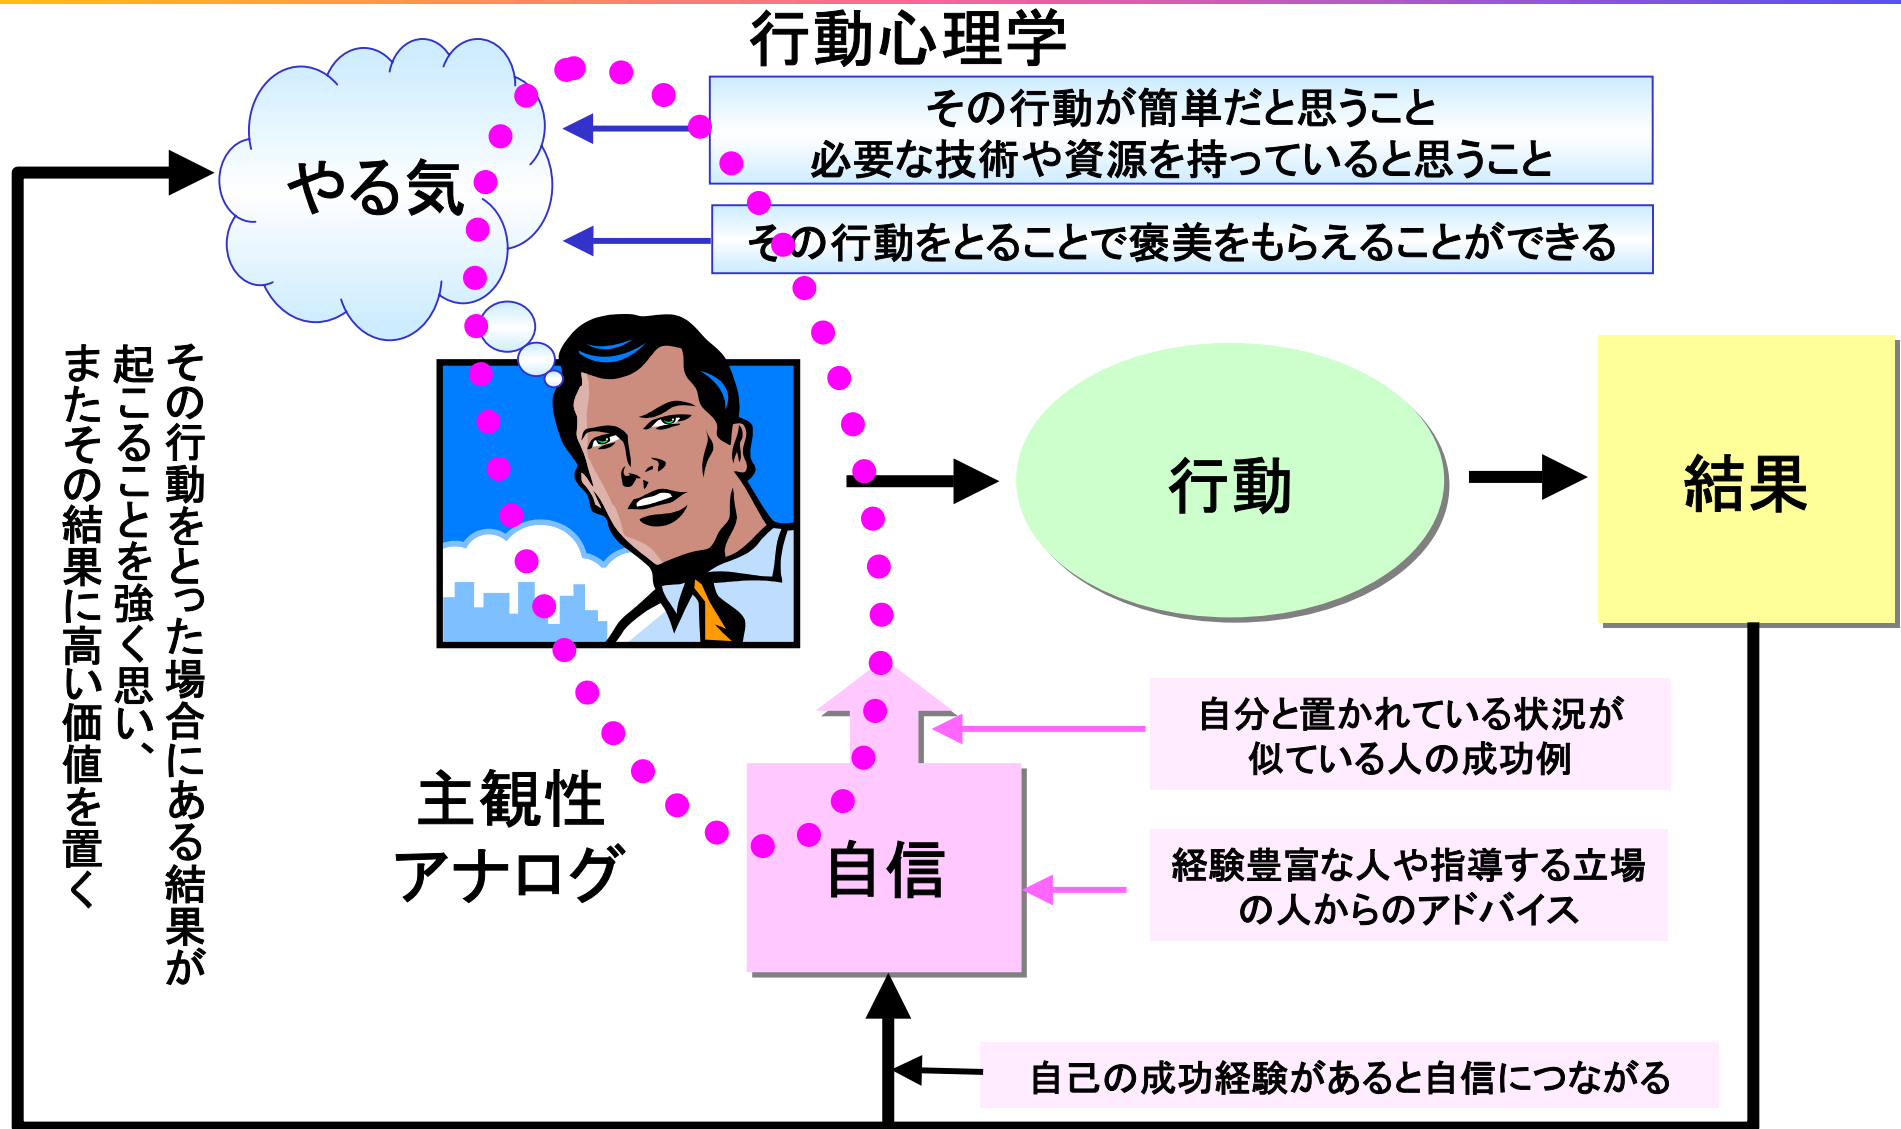 行動心理学
その行動が簡単だと思うこと
必要な技術や資源を持っていると思うこと
やる気
その行動をとることで褒美をもらえることができる
その行動をとった場合にある結果が
起こることを強く思い、
またその結果に高い価値を置く
行動
結果
自分と置かれている状況が
似ている人の成功例
主観性
アナログ
自信
経験豊富な人や指導する立場
の人からのアドバイス
自己の成功経験があると自信につながる